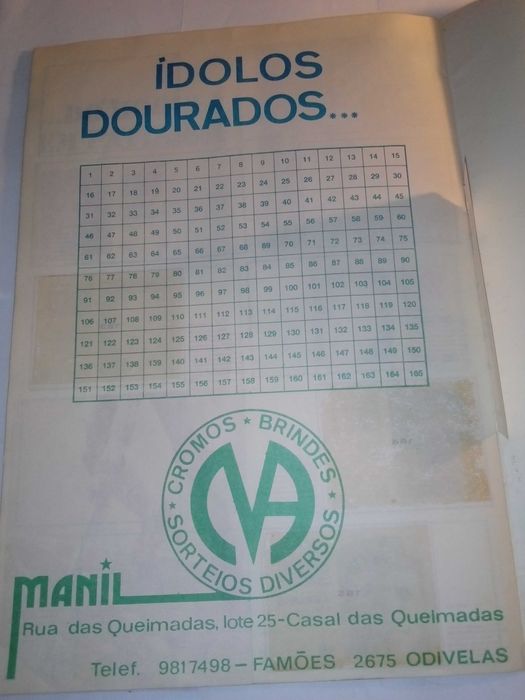 ÍDOLOS
DOURADOS...
1 2 3 4 5 6 7 8 9 10 11 12 13 14 15
16 17 18 19 20 21 22 23 24 25 26 27 28 29 30
31 32 33 34 35 36 37 38 39 40 41 42 43 44 45
46 47 48 49 50 51 52 53 54 55 56 57 58 59 60
61 62 63 64 65 66 67 68 69 70 71 72 73 74 75
76 77 78 79 80 81 82 83 84 85 86 87 88 89 90
91 92 93 94 95 96 97 98 99 100 101 102 103 104 105
106 107 108 109 110 111 112 113 114 115 116 117 118 119 120
121 122 123 124 125 126 127 128 129 130 131 132 133 134 135
136 137 138 139 140 141 142 143 144 145 146 147 148 149 150
151 152 153 154 155 156 157 158 159 160 161 162 163 164 165
CROMOS ★ BRINDES ★
SORTEIOS DIVERSOS ★
MANIL
Rua das Queimadas, lote 25-Casal das Queimadas
Telef. 9817498 – FAMÕES 2675 ODIVELAS